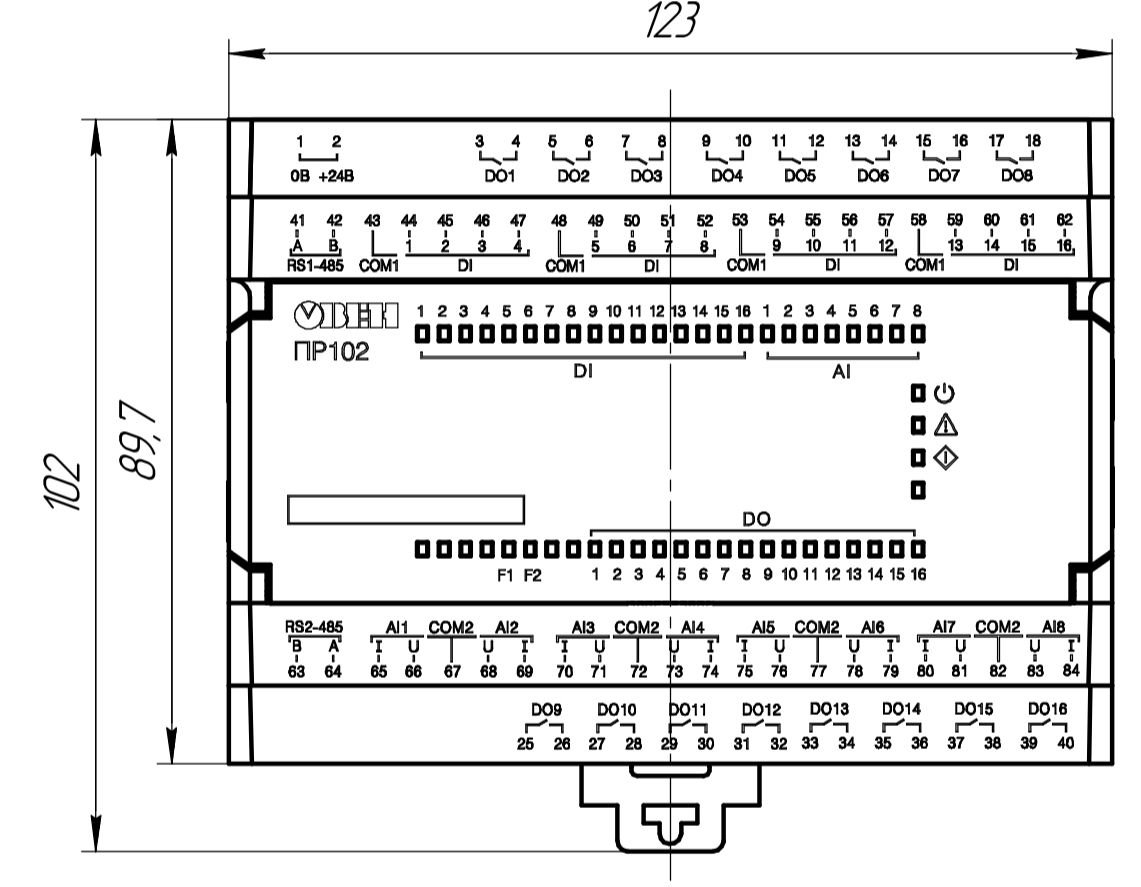 123
102
89,7
1 2 3 4 5 6 7 8 9 10 11 12 13 14 15 16 17 18
0В +24В DO1 DO2 DO3 DO4 DO5 DO6 DO7 DO8
41 42 43 44 45 46 47 48 49 50 51 52 53 54 55 56 57 58 59 60 61 62
A B 1 2 3 4 5 6 7 8 9 10 11 12 13 14 15 16
RS1-485 COM1 DI COM1 DI COM1 DI COM1 DI
ОВЕН 1 2 3 4 5 6 7 8 9 10 11 12 13 14 15 16 1 2 3 4 5 6 7 8
ПР102
DI AI
DO
F1 F2 1 2 3 4 5 6 7 8 9 10 11 12 13 14 15 16
RS2-485 AI1 COM2 AI2 AI3 COM2 AI4 AI5 COM2 AI6 AI7 COM2 AI8
B A I U U I I U U I I U U I I U U I
63 64 65 66 67 68 69 70 71 72 73 74 75 76 77 78 79 80 81 82 83 84
DO9 DO10 DO11 DO12 DO13 DO14 DO15 DO16
25 26 27 28 29 30 31 32 33 34 35 36 37 38 39 40